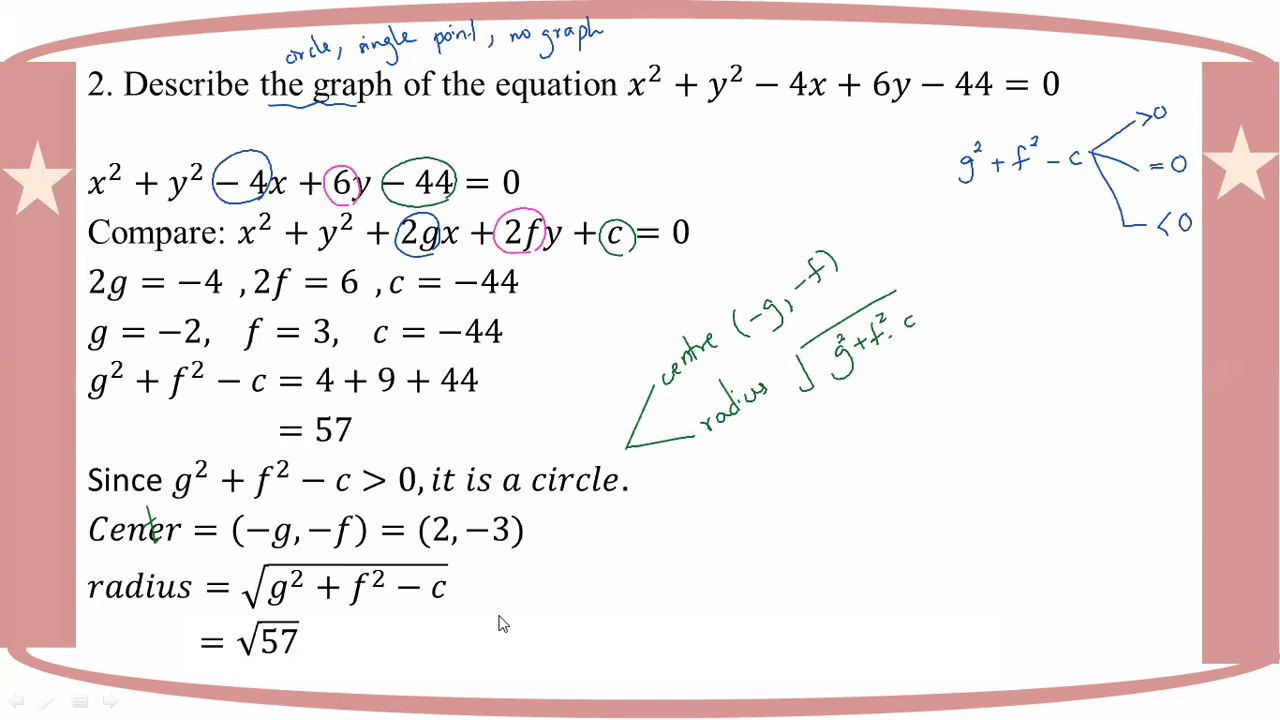 circle, single point, no graph
2. Describe the graph of the equation x² + y² − 4x + 6y − 44 = 0
g² + f² − c >0
= 0
< 0
x² + y² − 4x + 6y − 44 = 0
Compare: x² + y² + 2gx + 2fy + c = 0
2g = −4 , 2f = 6 , c = −44
g = −2, f = 3, c = −44
centre (−g, −f)
radius √g²+f²- c
g² + f² − c = 4 + 9 + 44
= 57
Since g² + f² − c > 0, it is a circle.
Center = (−g, −f) = (2, −3)
radius = √g² + f² − c
= √57